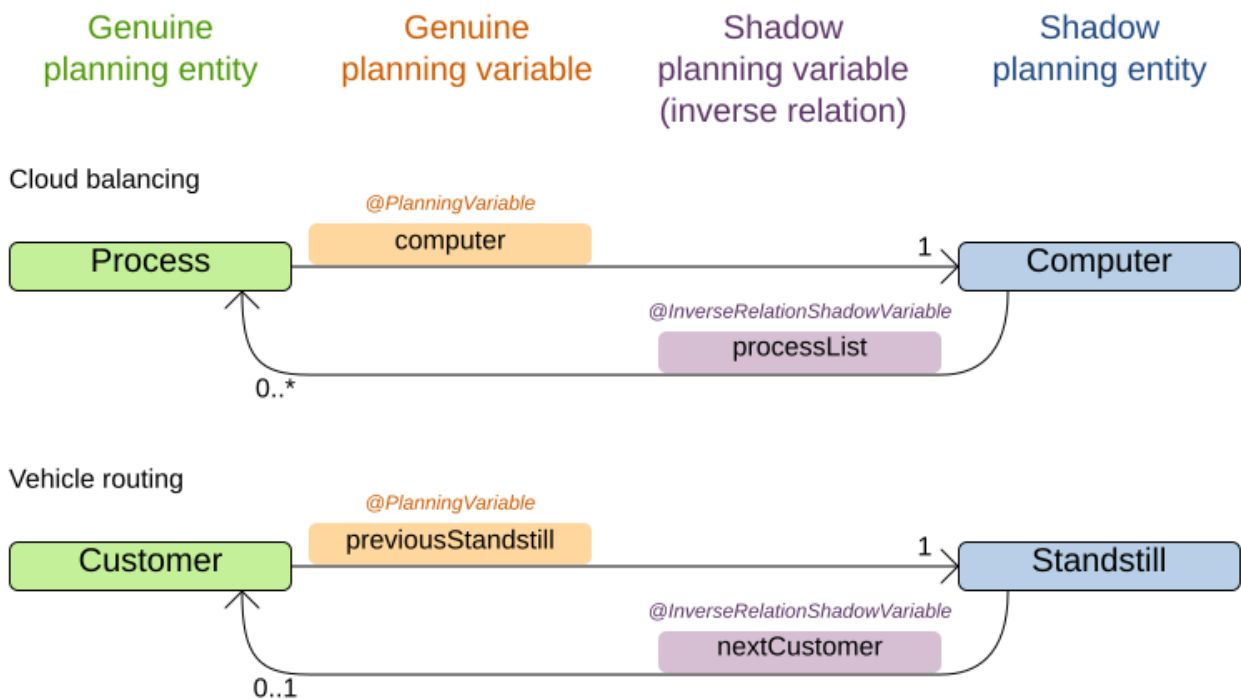 Genuine
planning entity
Genuine
planning variable
Shadow
planning variable
(inverse relation)
Shadow
planning entity
Cloud balancing
@PlanningVariable
computer
Process
1
Computer
@InverseRelationShadowVariable
processList
0..*
Vehicle routing
@PlanningVariable
previousStandstill
Customer
1
Standstill
@InverseRelationShadowVariable
nextCustomer
0..1